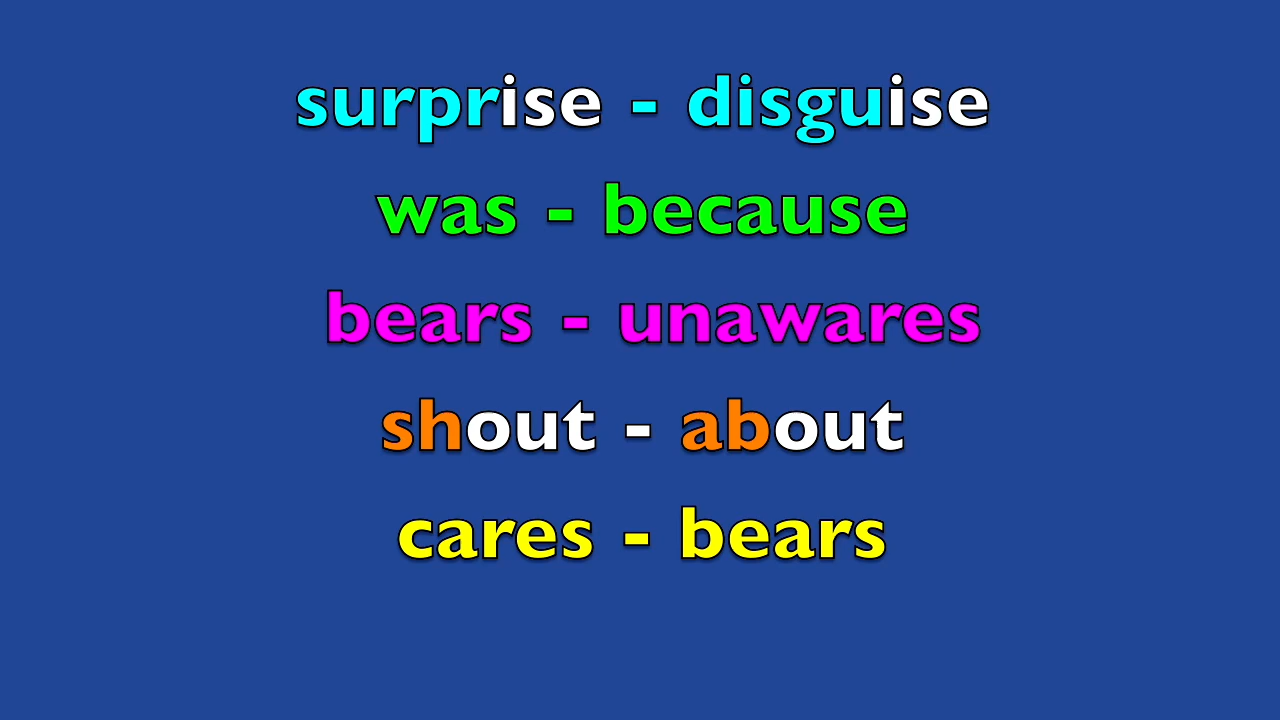 surprise - disguise
was - because
bears - unawares
shout - about
cares - bears